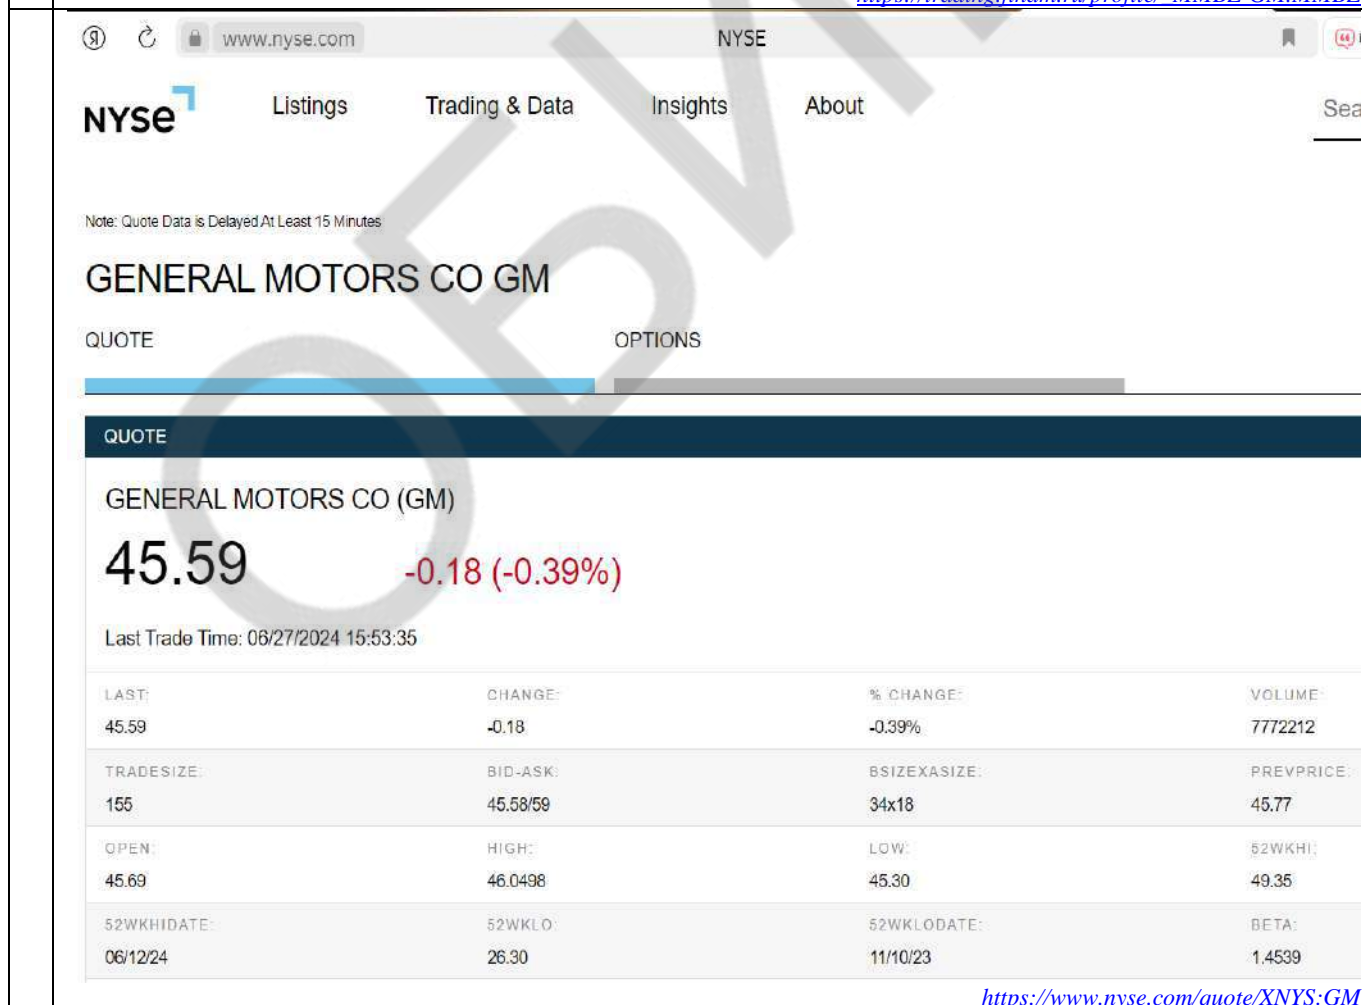 https://trading.finam.ru/profile/
www.nyse.com NYSE
NYSE Listings Trading & Data Insights About
Note: Quote Data is Delayed At Least 15 Minutes
GENERAL MOTORS CO GM
QUOTE OPTIONS
QUOTE
GENERAL MOTORS CO (GM)
45.59 -0.18 (-0.39%)
Last Trade Time: 06/27/2024 15:53:35
LAST: CHANGE: % CHANGE: VOLUME:
45.59 -0.18 -0.39% 7772212
TRADESIZE: BID-ASK: BSIZEXASIZE: PREVPRICE:
155 45.58/59 34x18 45.77
OPEN: HIGH: LOW: 52WKHI:
45.69 46.0498 45.30 49.35
52WKHIDATE: 52WKLO: 52WKLODATE: BETA:
06/12/24 26.30 11/10/23 1.4539
https://www.nyse.com/quote/XNYS:GM